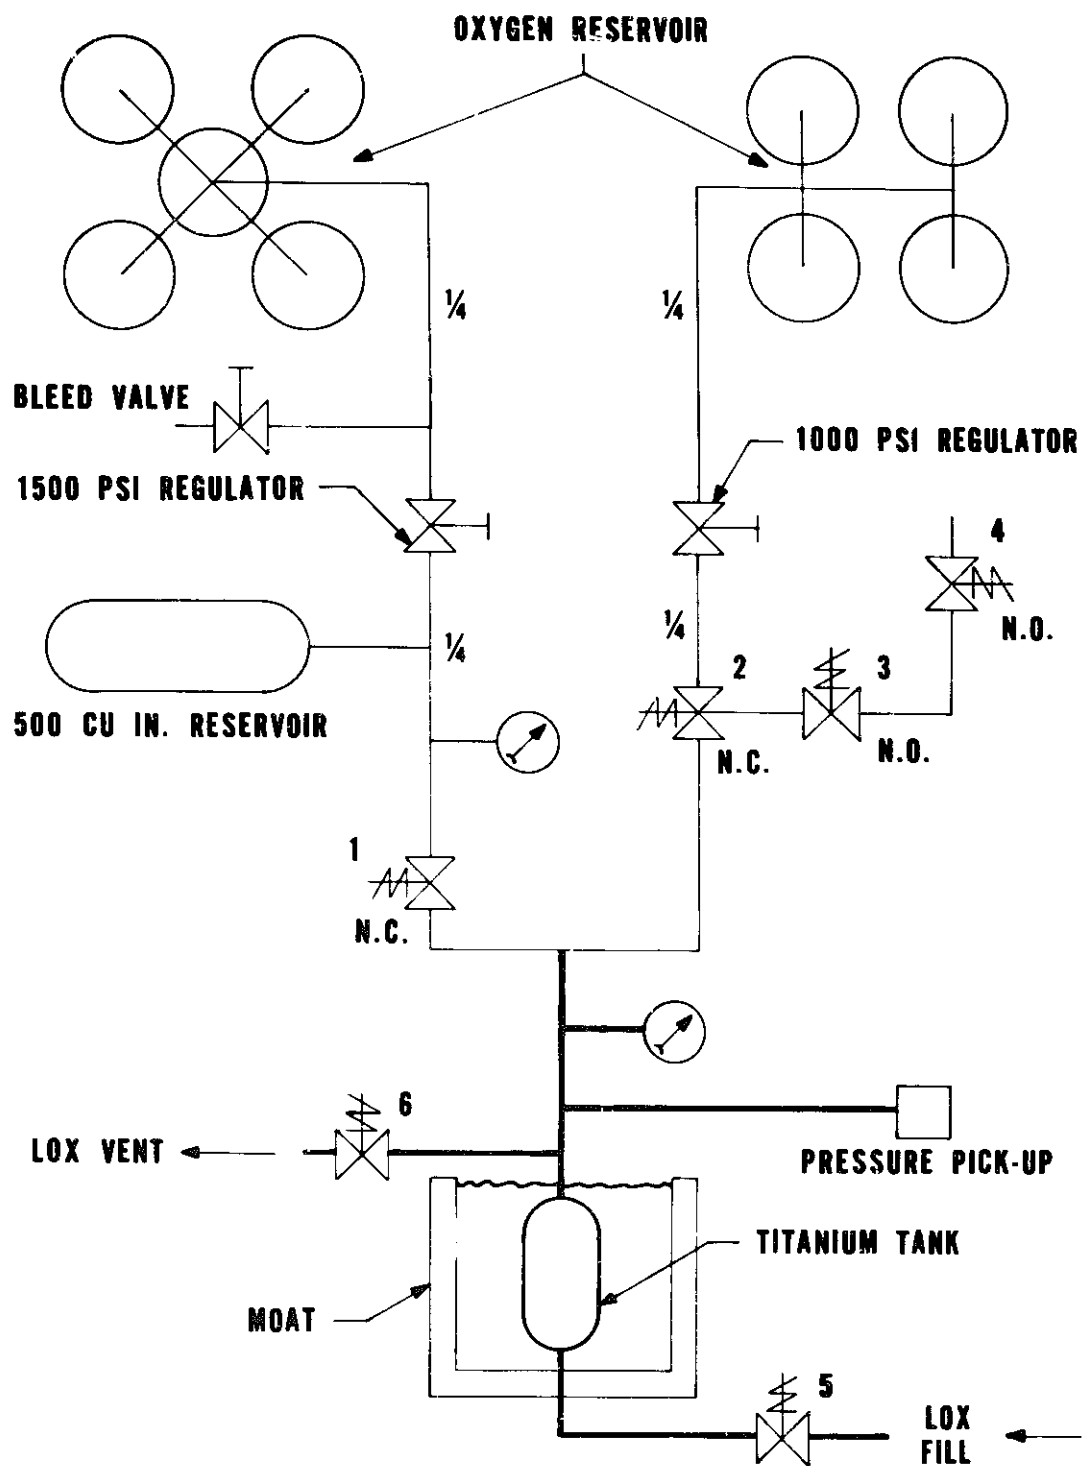 OXYGEN RESERVOIR
1/4
1/4
BLEED VALVE
1000 PSI REGULATOR
1500 PSI REGULATOR
4
1/4
1/4
N.O.
2
3
500 CU IN. RESERVOIR
N.C.
N.O.
1
N.C.
6
LOX VENT
PRESSURE PICK-UP
TITANIUM TANK
MOAT
5
LOX
FILL